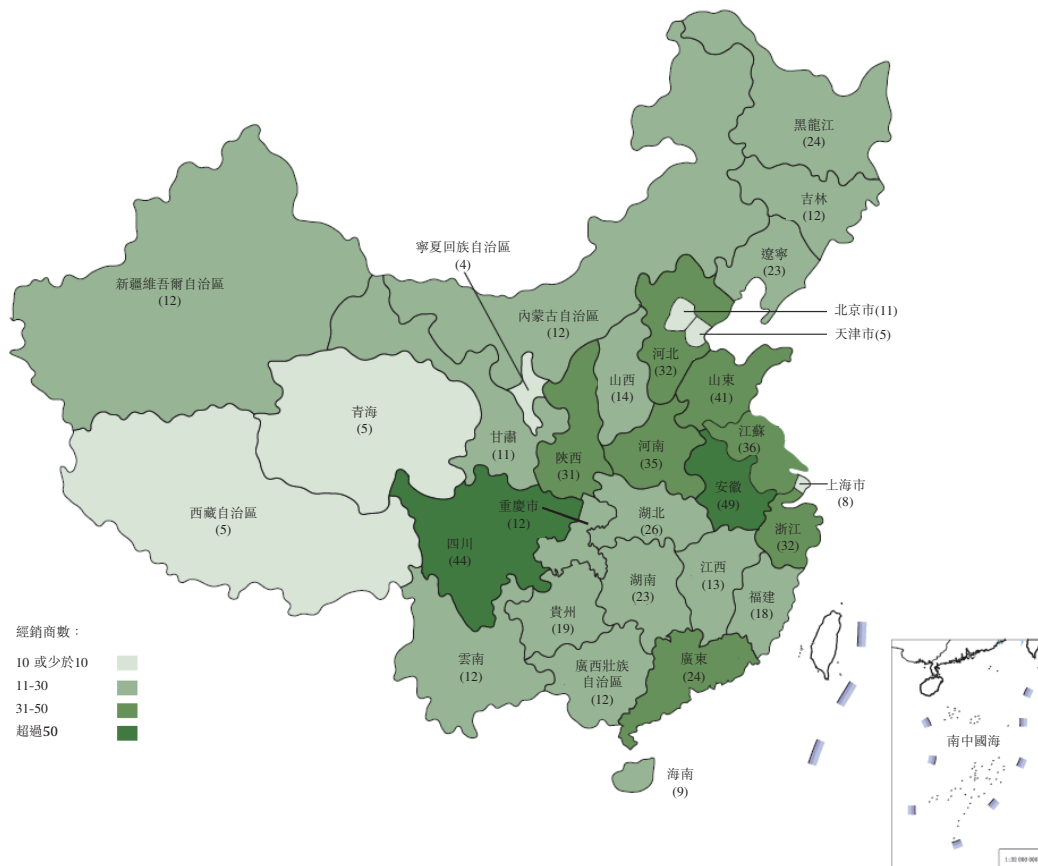 黑龍江
(24)
吉林
(12)
遼寧
(23)
寧夏回族自治區
(4)
新疆維吾爾自治區
(12)
內蒙古自治區
(12)
北京市(11)
天津市(5)
河北
(32)
山西
(14)
山東
(41)
青海
(5)
甘肅
(11)
陝西
(31)
河南
(35)
江蘇
(36)
安徽
(49)
上海市
(8)
西藏自治區
(5)
重慶市
(12)
湖北
(26)
浙江
(32)
四川
(44)
湖南
(23)
江西
(13)
福建
(18)
貴州
(19)
雲南
(12)
廣西壯族
自治區
(12)
廣東
(24)
海南
(9)
經銷商數：
10 或少於10
11-30
31-50
超過50
南中國海